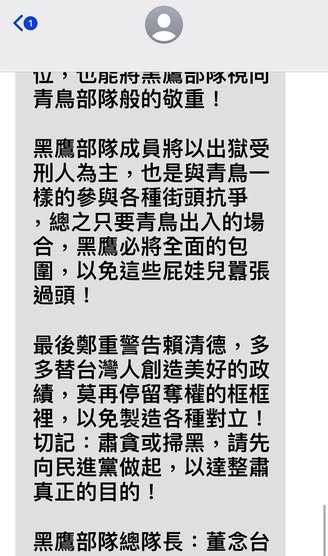 1
位，也能將黑鷹部隊視同
青鳥部隊般的敬重！
黑鷹部隊成員將以出獄受
刑人為主，也是與青鳥一
樣的參與各種街頭抗爭
，總之只要青鳥出入的場
合，黑鷹必將全面的包
圍，以免這些屁娃兒囂張
過頭！
最後鄭重警告賴清德，多
多替台灣人創造美好的政
績，莫再停留奪權的框框
裡，以免製造各種對立！
切記：肅貪或掃黑，請先
向民進黨做起，以達整肅
真正的目的！
黑鷹部隊總隊長：董念台